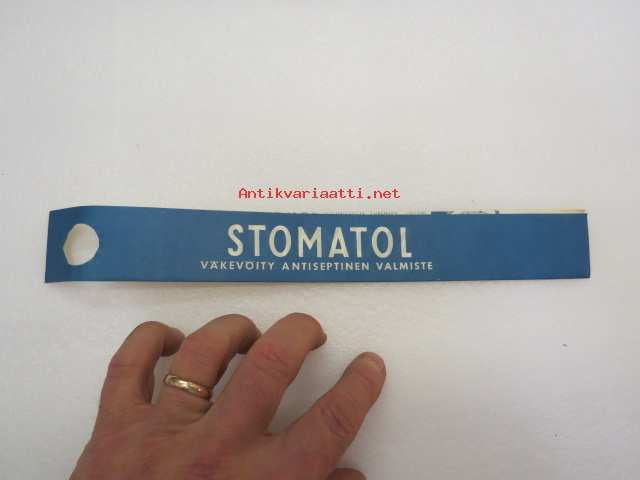 Antikvariaatti.net
STOMATOL
VÄKEVÖITY ANTISEPTINEN VALMISTE